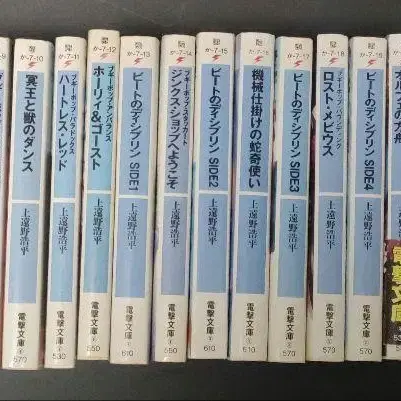 か-7-10
冥王と獣のダンス
上遠野浩平
電撃文庫
570
か-7-11
ブギーポップ・パラドックス
ハートレス・レッド
上遠野浩平
電撃文庫
530
か-7-12
ブギーポップ・アンバランス
ホーリィ&ゴースト
上遠野浩平
電撃文庫
550
か-7-13
ビートのディシプリン SIDE1
上遠野浩平
電撃文庫
610
か-7-14
ブギーポップ・スタッカート
ジンクス・ショップへようこそ
上遠野浩平
電撃文庫
か-7-15
ビートのディシプリン SIDE2
上遠野浩平
電撃文庫
610
機械仕掛けの蛇奇使い
上遠野浩平
電撃文庫
610
か-7-17
ビートのディシプリン SIDE3
上遠野浩平
電撃文庫
570
か-7-18
ブギーポップ・バウンディング
ロスト・メビウス
上遠野浩平
電撃文庫
570
ビートのディシプリン SIDE4
上遠野浩平
電撃文庫
570
オルフェの方舟
電撃文庫